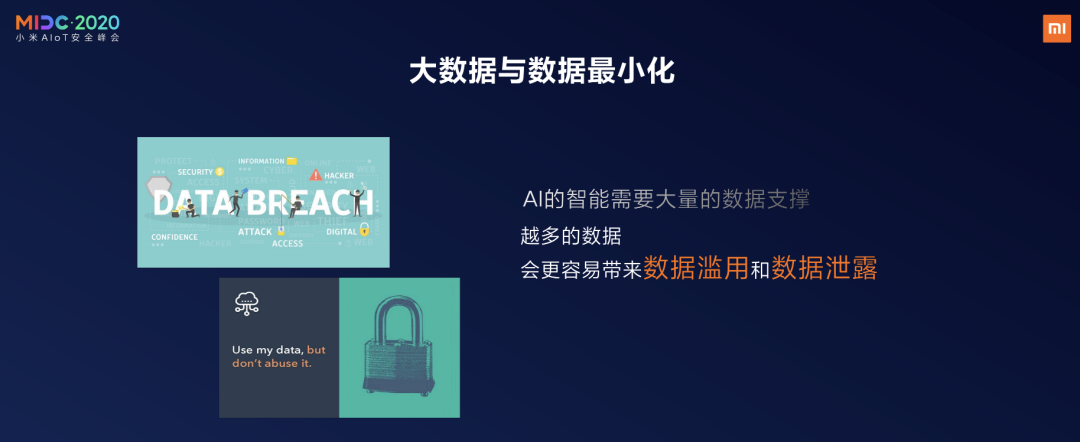 MIDC·2020
小米AIoT安全峰会
mi
大数据与数据最小化
PROTECT
INFORMATION
ONLINE
SECURITY
CYBER
WEB
ACCESS
SYSTEM
HACKER
DATA BREACH
PASSWORD
THIEF
CONFIDENCE
HACKER
ATTACK
ACCESS
DIGITAL
WEB
Use my data, but
don't abuse it.
AI的智能需要大量的数据支撑
越多的数据
会更容易带来数据滥用和数据泄露